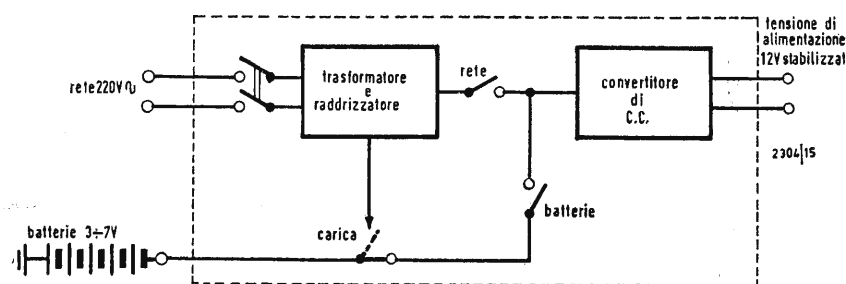 tensione di
alimentazione
12V stabilizzat
rete 220V ∿
trasformatore
e
raddrizzatore
rete
convertitore
di
C.C.
2304|15
batterie
carica
batterie 3÷7V